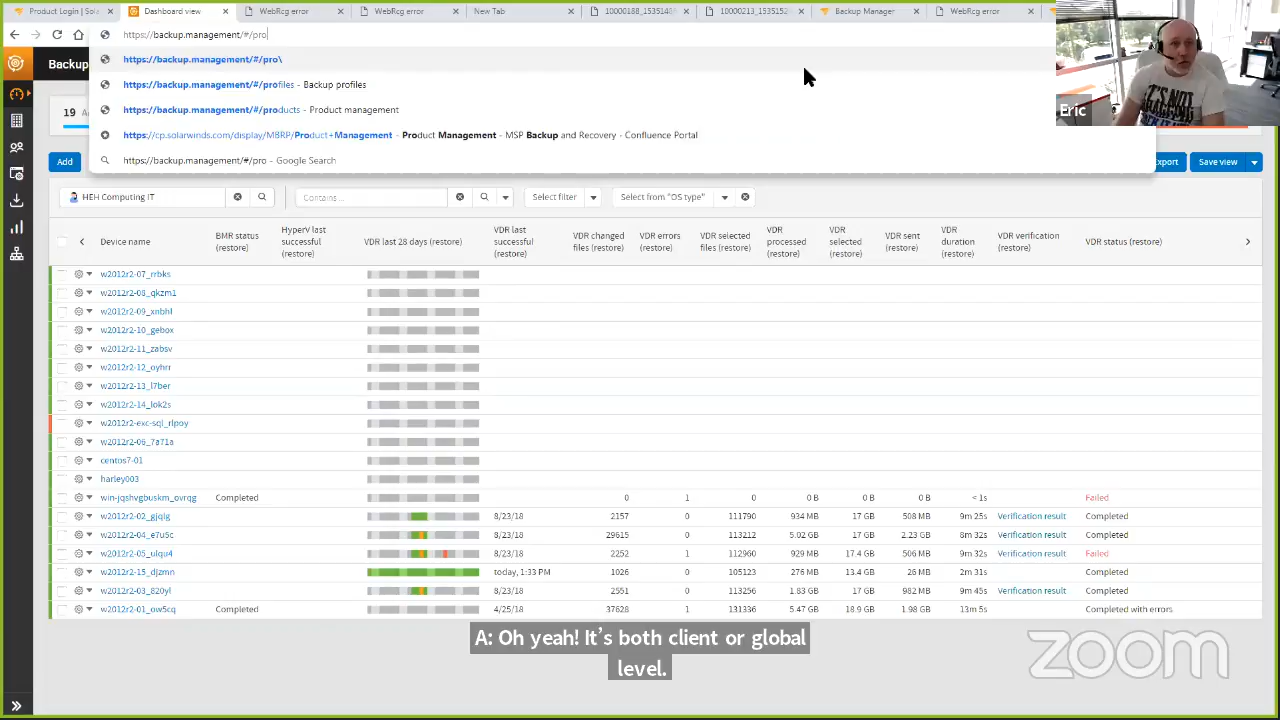 Product Login | Solarwind
Dashboard view
WebRcg error
WebRcg error
New Tab
Backup Manager
WebRcg error
https://backup.management/#/pro
https://backup.management/#/pro\
https://backup.management/#/profiles - Backup profiles
https://backup.management/#/products - Product management
https://cp.solarwinds.com/display/MBRP/Product+Management - Product Management - MSP Backup and Recovery - Confluence Portal
https://backup.management/#/pro - Google Search
Eric
Backup
19
Add
Export
Save view
HEH Computing IT
Contains ...
Select filter
Select from "OS type"
Device name
BMR status (restore)
HyperV last successful (restore)
VDR last 28 days (restore)
VDR last successful (restore)
VDR changed files (restore)
VDR errors (restore)
VDR selected files (restore)
VDR processed (restore)
VDR selected (restore)
VDR sent (restore)
VDR duration (restore)
VDR verification (restore)
VDR status (restore)
w2012r2-07_rrbks
w2012r2-08_qkzm1
w2012r2-09_xnbhl
w2012r2-10_gebox
w2012r2-11_zabsv
w2012r2-12_oyhrr
w2012r2-13_l7ber
w2012r2-14_lok2s
w2012r2-exc-sql_rlpoy
w2012r2-06_7a71a
centos7-01
harley003
win-jqshvgbuskm_ovrqg Completed 0 1 0 0 B 0 B 0 B < 1s Failed
w2012r2-02_gjqlg 8/23/18 2157 0 111790 934 MB 17 GB 508 MB 9m 25s Verification result Completed
w2012r2-04_e7u5c 8/23/18 29615 0 113212 5.02 GB 17 GB 2.23 GB 8m 32s Verification result Completed
w2012r2-05_ulqu4 8/23/18 2252 0 112960 929 MB 17.4 GB 506 MB 9m 32s Verification result Failed
w2012r2-15_djzmn today, 1:33 PM 1026 0 105123 276 MB 13.4 GB 26 MB 2m 31s Completed
w2012r2-03_820yl 8/23/18 2551 0 113256 1.83 GB 17 GB 982 MB 9m 45s Verification result Completed
w2012r2-01_ow5cq Completed 4/25/18 37628 1 131336 5.47 GB 18.9 GB 1.98 GB 13m 5s Completed with errors
A: Oh yeah! It's both client or global
level.
zoom